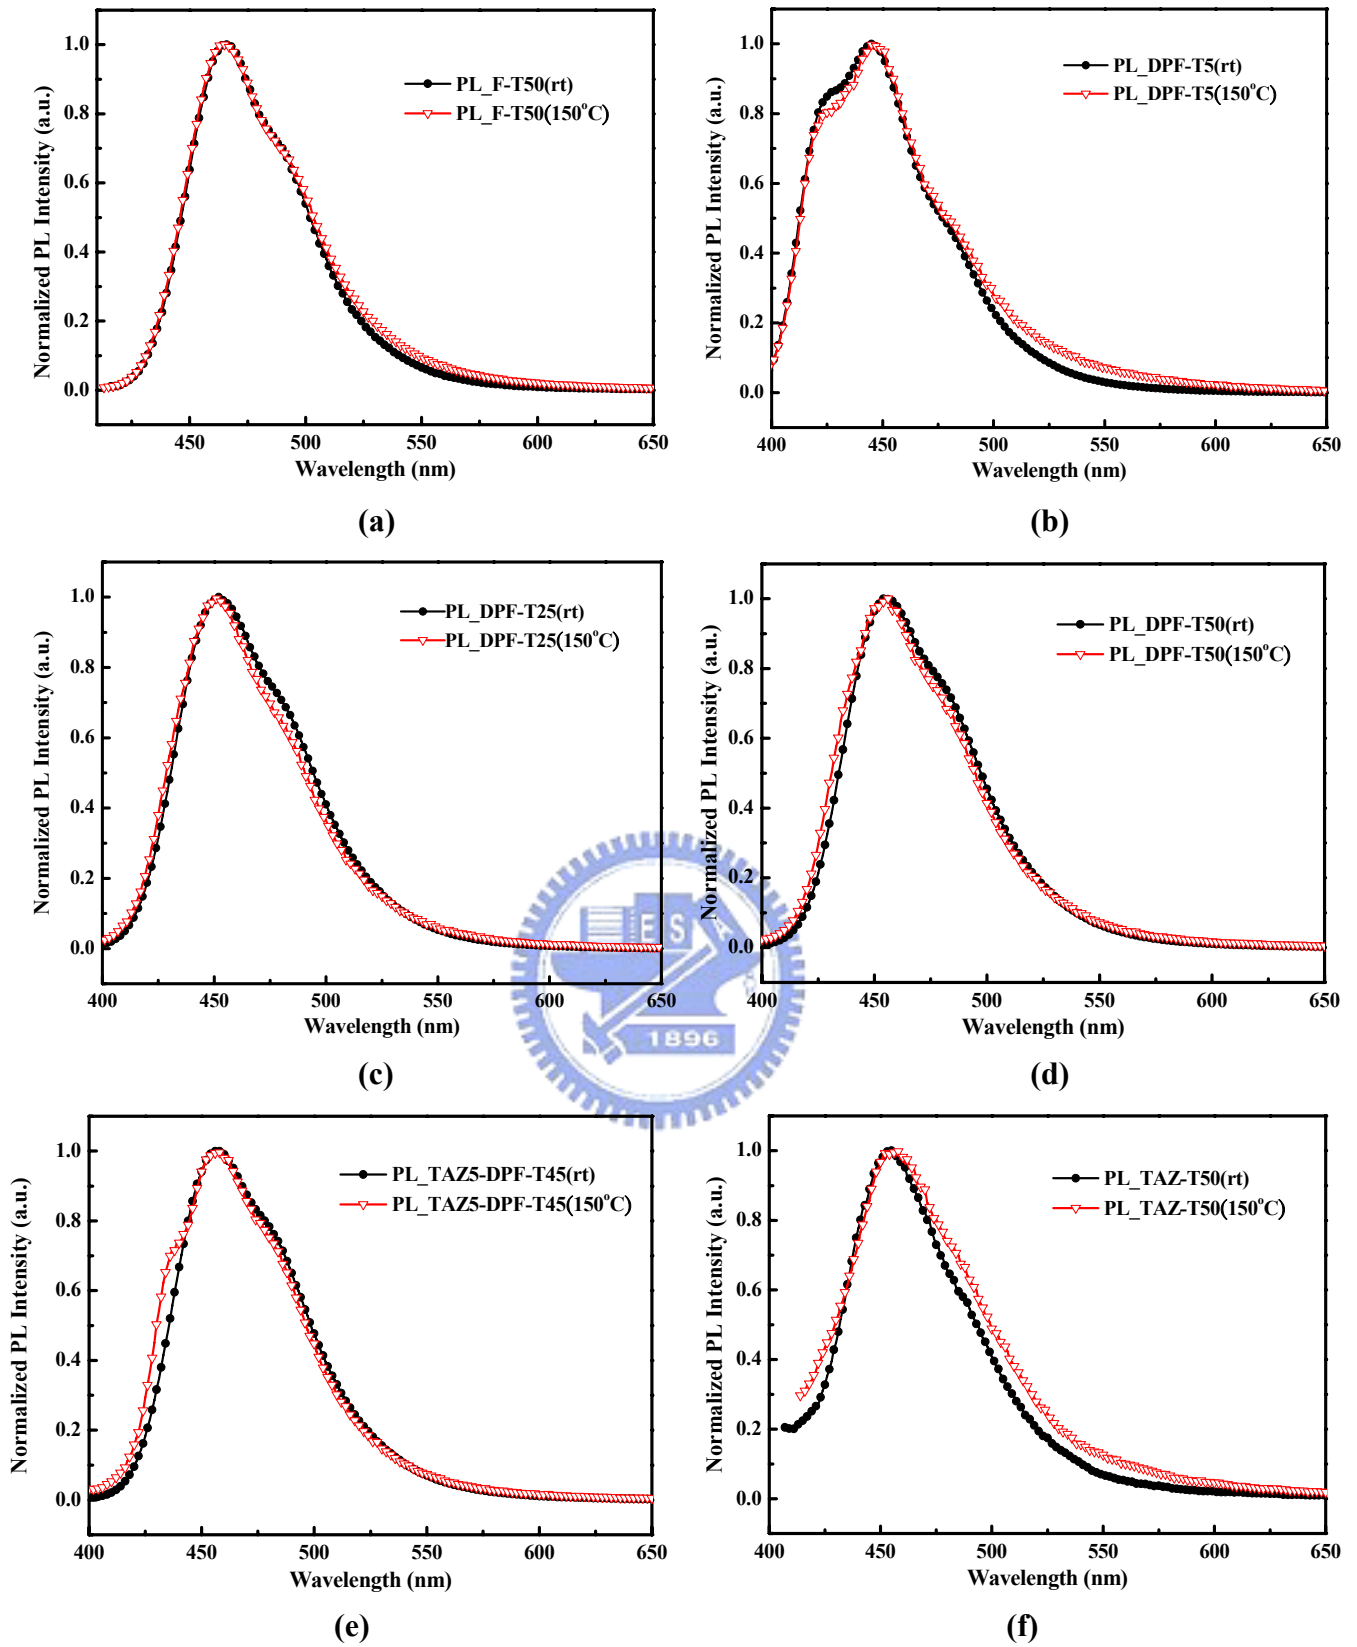 PL_F-T50(rt)
PL_F-T50(150°C)
Normalized PL Intensity (a.u.)
1.0
0.8
0.6
0.4
0.2
0.0
450 500 550 600 650
Wavelength (nm)
(a)
PL_DPF-T5(rt)
PL_DPF-T5(150°C)
Normalized PL Intensity (a.u.)
1.0
0.8
0.6
0.4
0.2
0.0
400 450 500 550 600 650
Wavelength (nm)
(b)
PL_DPF-T25(rt)
PL_DPF-T25(150°C)
Normalized PL Intensity (a.u.)
1.0
0.8
0.6
0.4
0.2
0.0
400 450 500 550 600 650
Wavelength (nm)
(c)
PL_DPF-T50(rt)
PL_DPF-T50(150°C)
Normalized PL Intensity (a.u.)
1.0
0.8
0.6
0.4
0.2
0.0
400 450 500 550 600 650
Wavelength (nm)
(d)
E S
1896
PL_TAZ5-DPF-T45(rt)
PL_TAZ5-DPF-T45(150°C)
Normalized PL Intensity (a.u.)
1.0
0.8
0.6
0.4
0.2
0.0
400 450 500 550 600 650
Wavelength (nm)
(e)
PL_TAZ-T50(rt)
PL_TAZ-T50(150°C)
Normalized PL Intensity (a.u.)
1.0
0.8
0.6
0.4
0.2
0.0
400 450 500 550 600 650
Wavelength (nm)
(f)